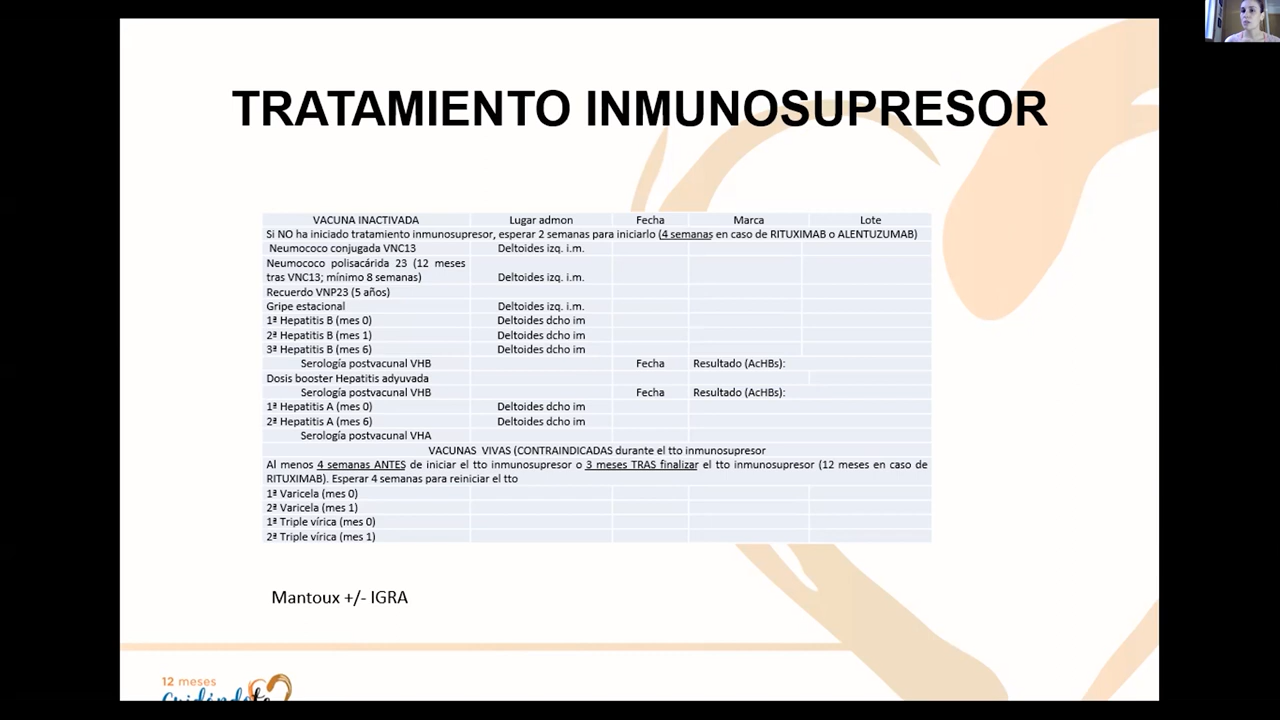 TRATAMIENTO INMUNOSUPRESOR
VACUNA INACTIVADA Lugar admon Fecha Marca Lote
Si NO ha iniciado tratamiento inmunosupresor, esperar 2 semanas para iniciarlo (4 semanas en caso de RITUXIMAB o ALENTUZUMAB)
Neumococo conjugada VNC13 Deltoides izq. i.m.
Neumococo polisacárida 23 (12 meses
tras VNC13; mínimo 8 semanas) Deltoides izq. i.m.
Recuerdo VNP23 (5 años)
Gripe estacional Deltoides izq. i.m.
1ª Hepatitis B (mes 0) Deltoides dcho im
2ª Hepatitis B (mes 1) Deltoides dcho im
3ª Hepatitis B (mes 6) Deltoides dcho im
Serología postvacunal VHB Fecha Resultado (AcHBs):
Dosis booster Hepatitis adyuvada
Serología postvacunal VHB Fecha Resultado (AcHBs):
1ª Hepatitis A (mes 0) Deltoides dcho im
2ª Hepatitis A (mes 6) Deltoides dcho im
Serología postvacunal VHA
VACUNAS VIVAS (CONTRAINDICADAS durante el tto inmunosupresor
Al menos 4 semanas ANTES de iniciar el tto inmunosupresor o 3 meses TRAS finalizar el tto inmunosupresor (12 meses en caso de
RITUXIMAB). Esperar 4 semanas para reiniciar el tto
1ª Varicela (mes 0)
2ª Varicela (mes 1)
1ª Triple vírica (mes 0)
2ª Triple vírica (mes 1)
Mantoux +/- IGRA
12 meses